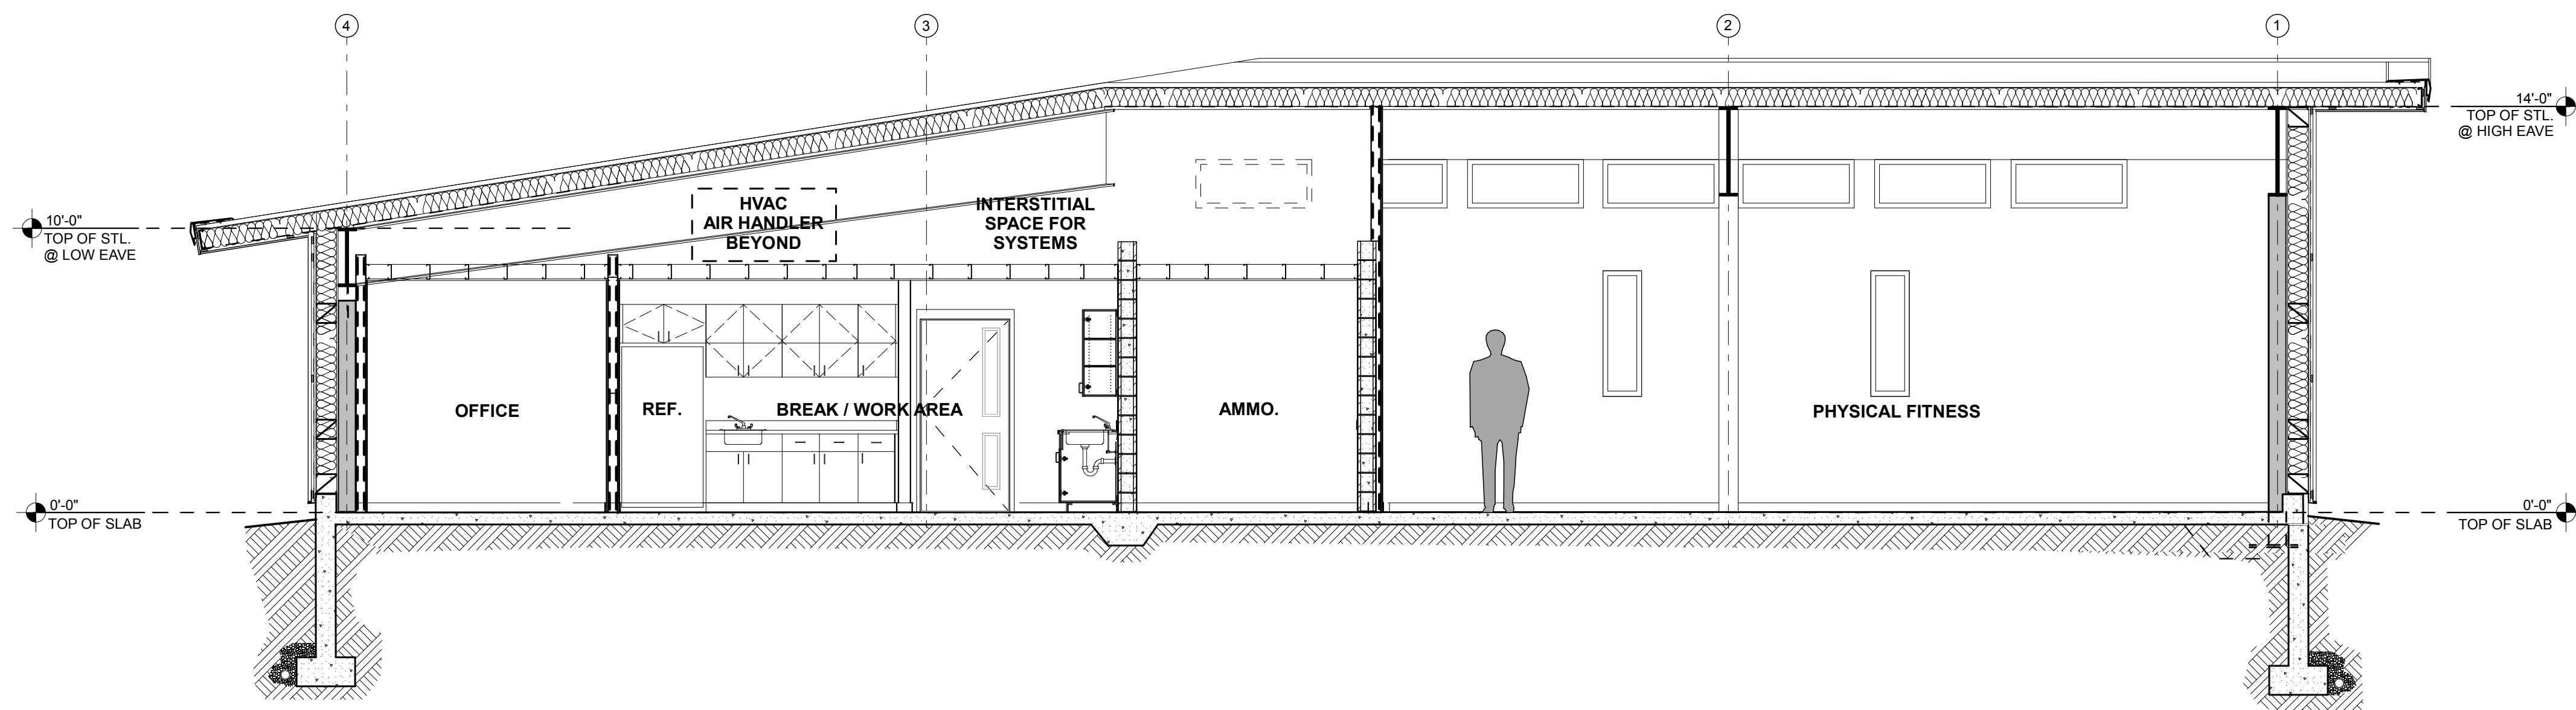 4
3
2
1
14'-0"
TOP OF STL.
@ HIGH EAVE
HVAC
AIR HANDLER
BEYOND
INTERSTITIAL
SPACE FOR
SYSTEMS
10'-0"
TOP OF STL.
@ LOW EAVE
OFFICE
REF.
BREAK / WORK AREA
AMMO.
PHYSICAL FITNESS
0'-0"
TOP OF SLAB
0'-0"
TOP OF SLAB